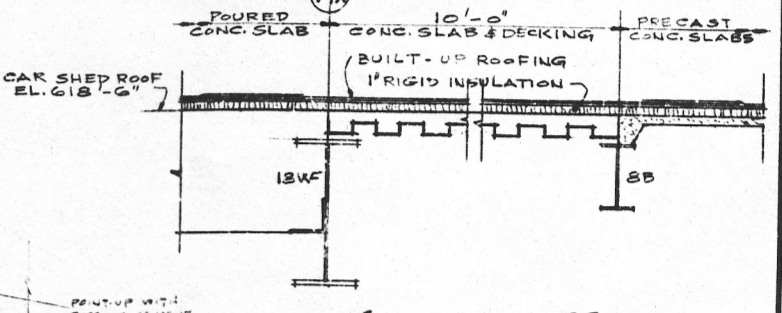 POURED
CONC. SLAB
10'-0"
CONC. SLAB & DECKING
PRECAST
CONC. SLABS
BUILT-UP ROOFING
1" RIGID INSULATION
CAR SHED ROOF
EL. 618'-6"
18WF
8B
POINT-UP WITH